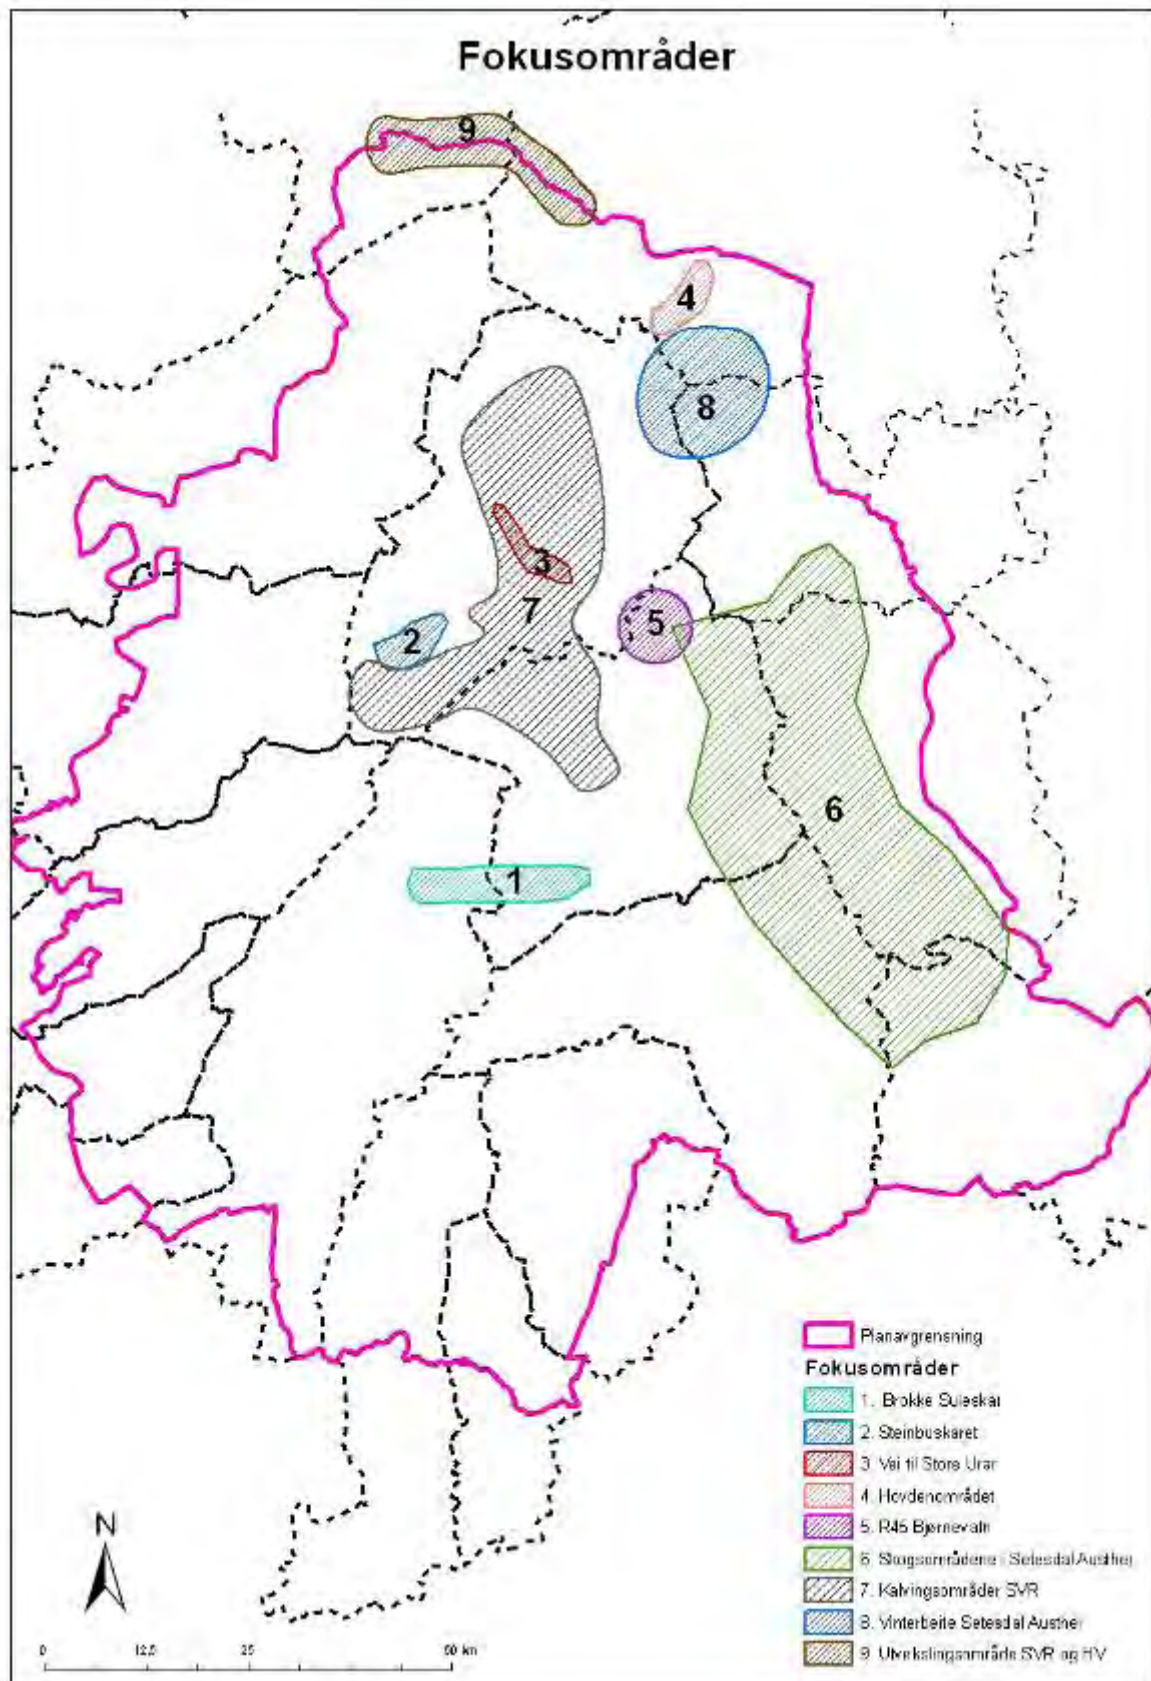 Fokusområder
9
4
8
3
7
2
5
6
1
Planavgrensning
Fokusområder
1. Brokke Suleskar
2. Steinbuskaret
3. Vei til Store Urar
4. Hovdenområdet
5. R45 Bjørnevatn
6. Skogsområdene i Setesdal Austhei
7. Kalvingsområder SVR
8. Vinterbeite Setesdal Austhei
9. Utvekslingsområde SVR og HV
N
0 12,5 25 50 km